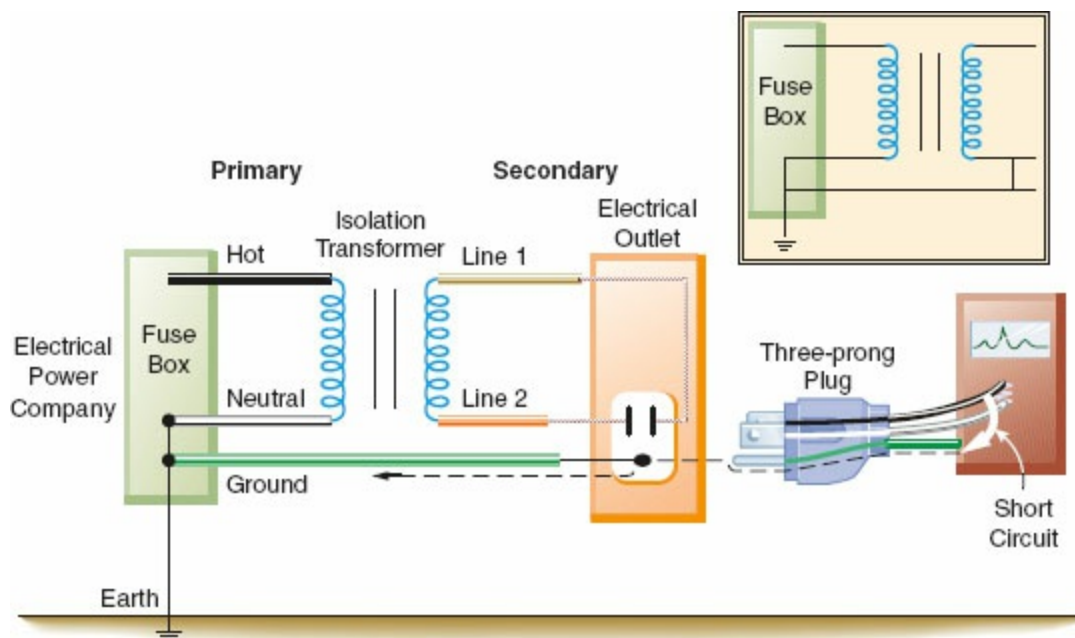 Fuse
Box
Primary
Secondary
Isolation
Transformer
Electrical
Outlet
Hot
Line 1
Electrical
Power
Company
Fuse
Box
Three-prong
Plug
Neutral
Line 2
Ground
Short
Circuit
Earth